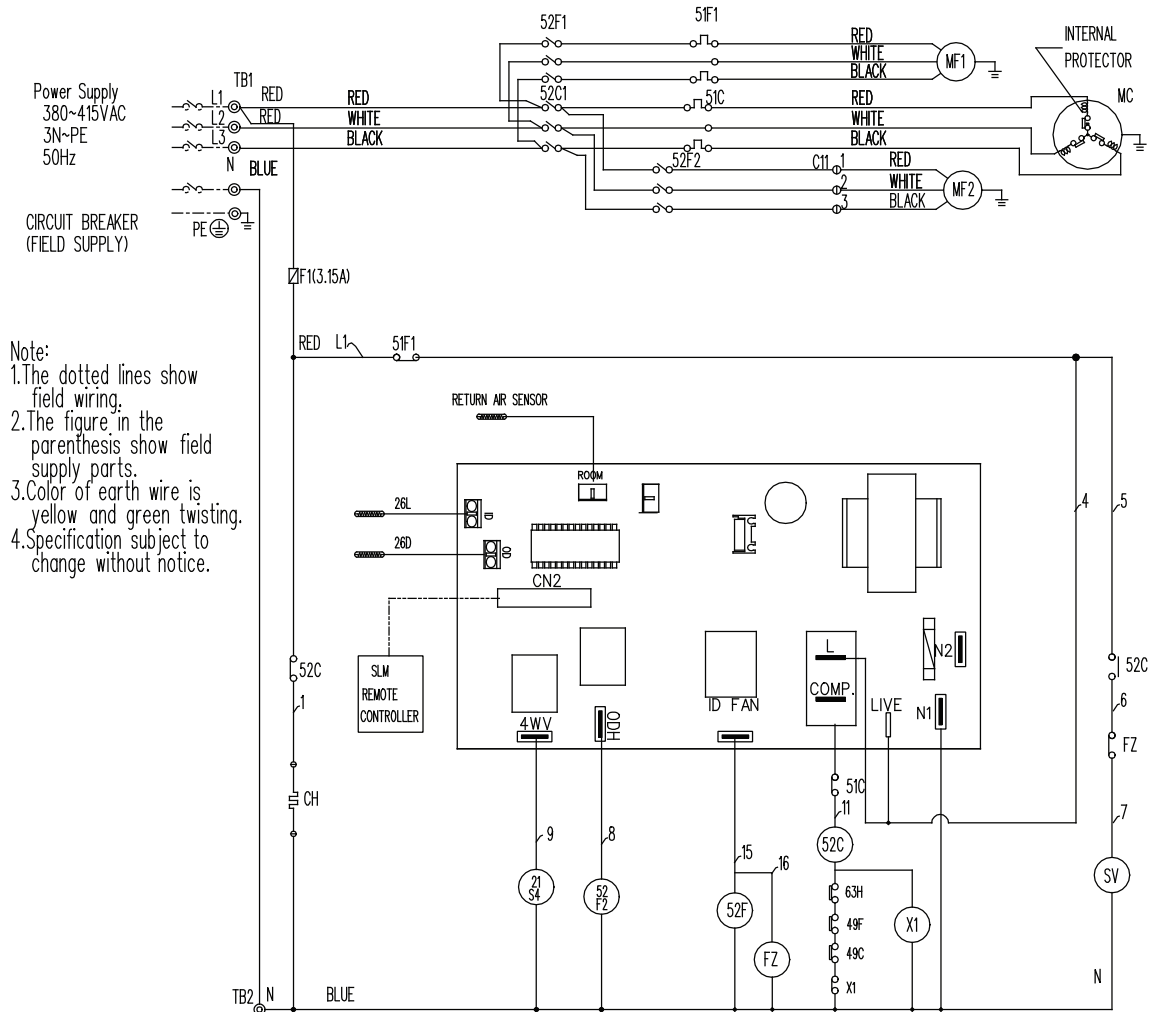 52F1
51F1
RED
WHITE
BLACK
MF1
INTERNAL
PROTECTOR
MC
Power Supply
380~415VAC
3N~PE
50Hz
TB1
L1
L2
L3
N
RED
RED
BLUE
RED
WHITE
BLACK
52C1
51C
RED
WHITE
BLACK
52F2
C11
1
2
3
RED
WHITE
BLACK
MF2
PE
CIRCUIT BREAKER
(FIELD SUPPLY)
F1(3.15A)
RED
L1
51F1
Note:
1.The dotted lines show
field wiring.
2.The figure in the
parenthesis show field
supply parts.
3.Color of earth wire is
yellow and green twisting.
4.Specification subject to
change without notice.
RETURN AIR SENSOR
ROOM
26L
ID
26D
OD
CN2
4
5
SLM
REMOTE
CONTROLLER
4WV
ODH
ID FAN
L
COMP.
LIVE
N1
N2
52C
1
CH
52C
6
FZ
7
SV
51C
11
52C
63H
49F
49C
X1
X1
9
21
S4
8
52
F2
15
16
52F
FZ
TB2
N
BLUE
N